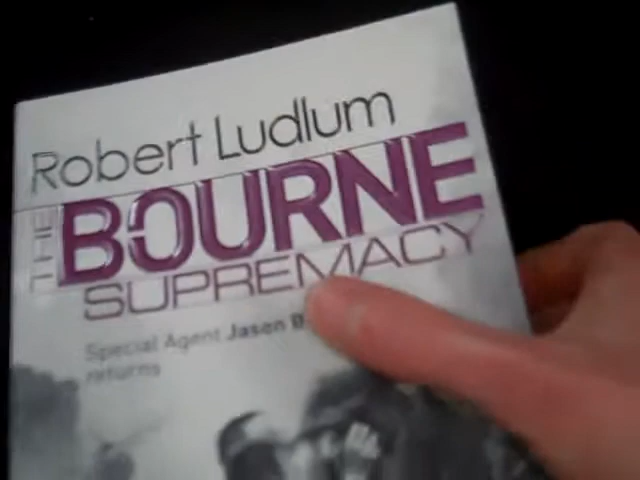 Robert Ludlum
THE BOURNE
SUPREMACY
Special Agent Jason B
returns